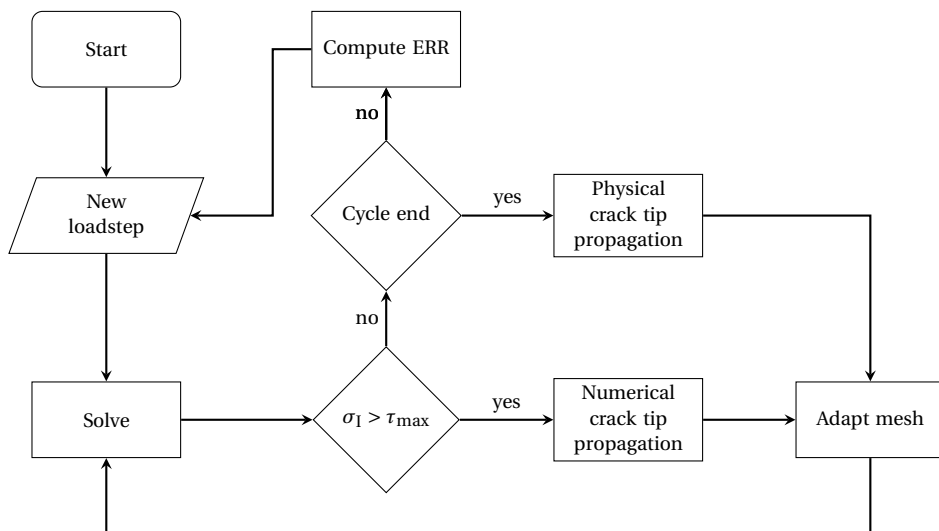 Start
Compute ERR
no
New
loadstep
Cycle end
yes
Physical
crack tip
propagation
no
Solve
σI > τmax
yes
Numerical
crack tip
propagation
Adapt mesh